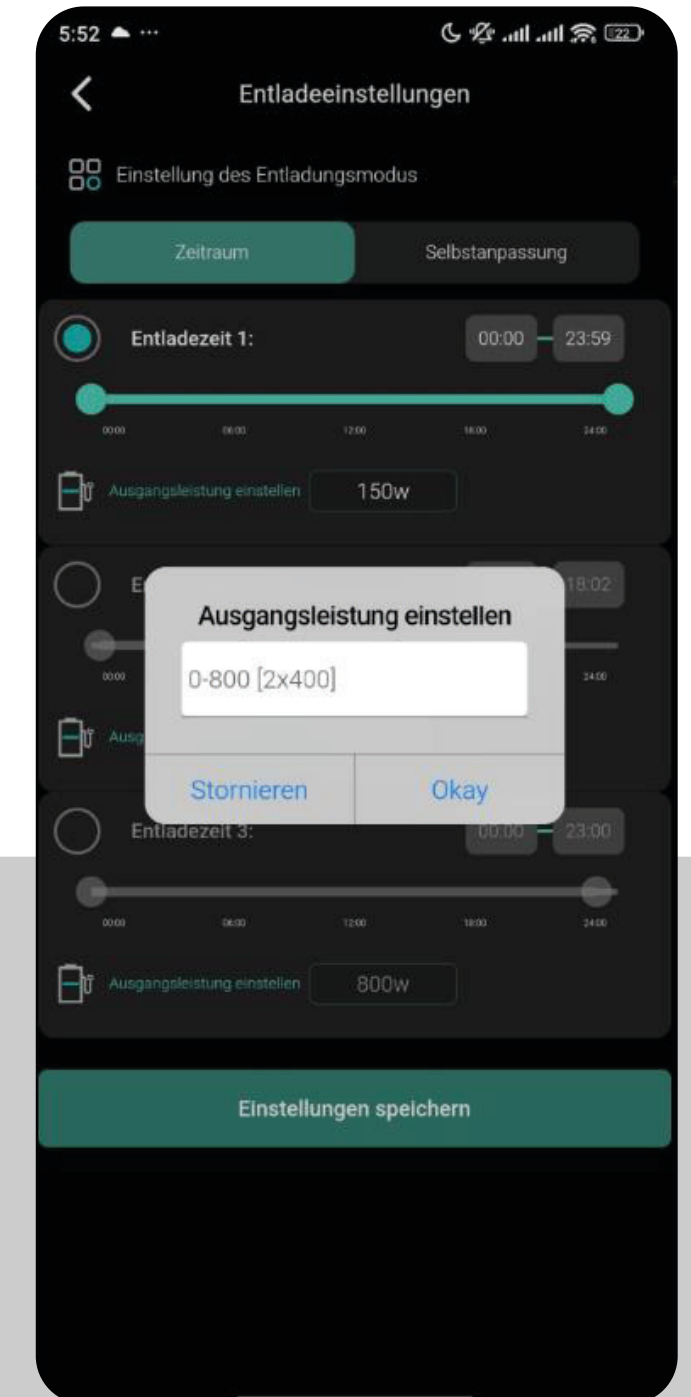 5:52 ···
22
Entladeeinstellungen
Einstellung des Entladungsmodus
Zeitraum Selbstanpassung
Entladezeit 1: 00:00 – 23:59
00:00 06:00 12:00 18:00 24:00
Ausgangsleistung einstellen 150w
E 18:02
Ausgangsleistung einstellen
0-800 [2x400]
00:00 24:00
Ausg
Stornieren Okay
Entladezeit 3: 00:00 – 23:00
00:00 06:00 12:00 18:00 24:00
Ausgangsleistung einstellen 800w
Einstellungen speichern